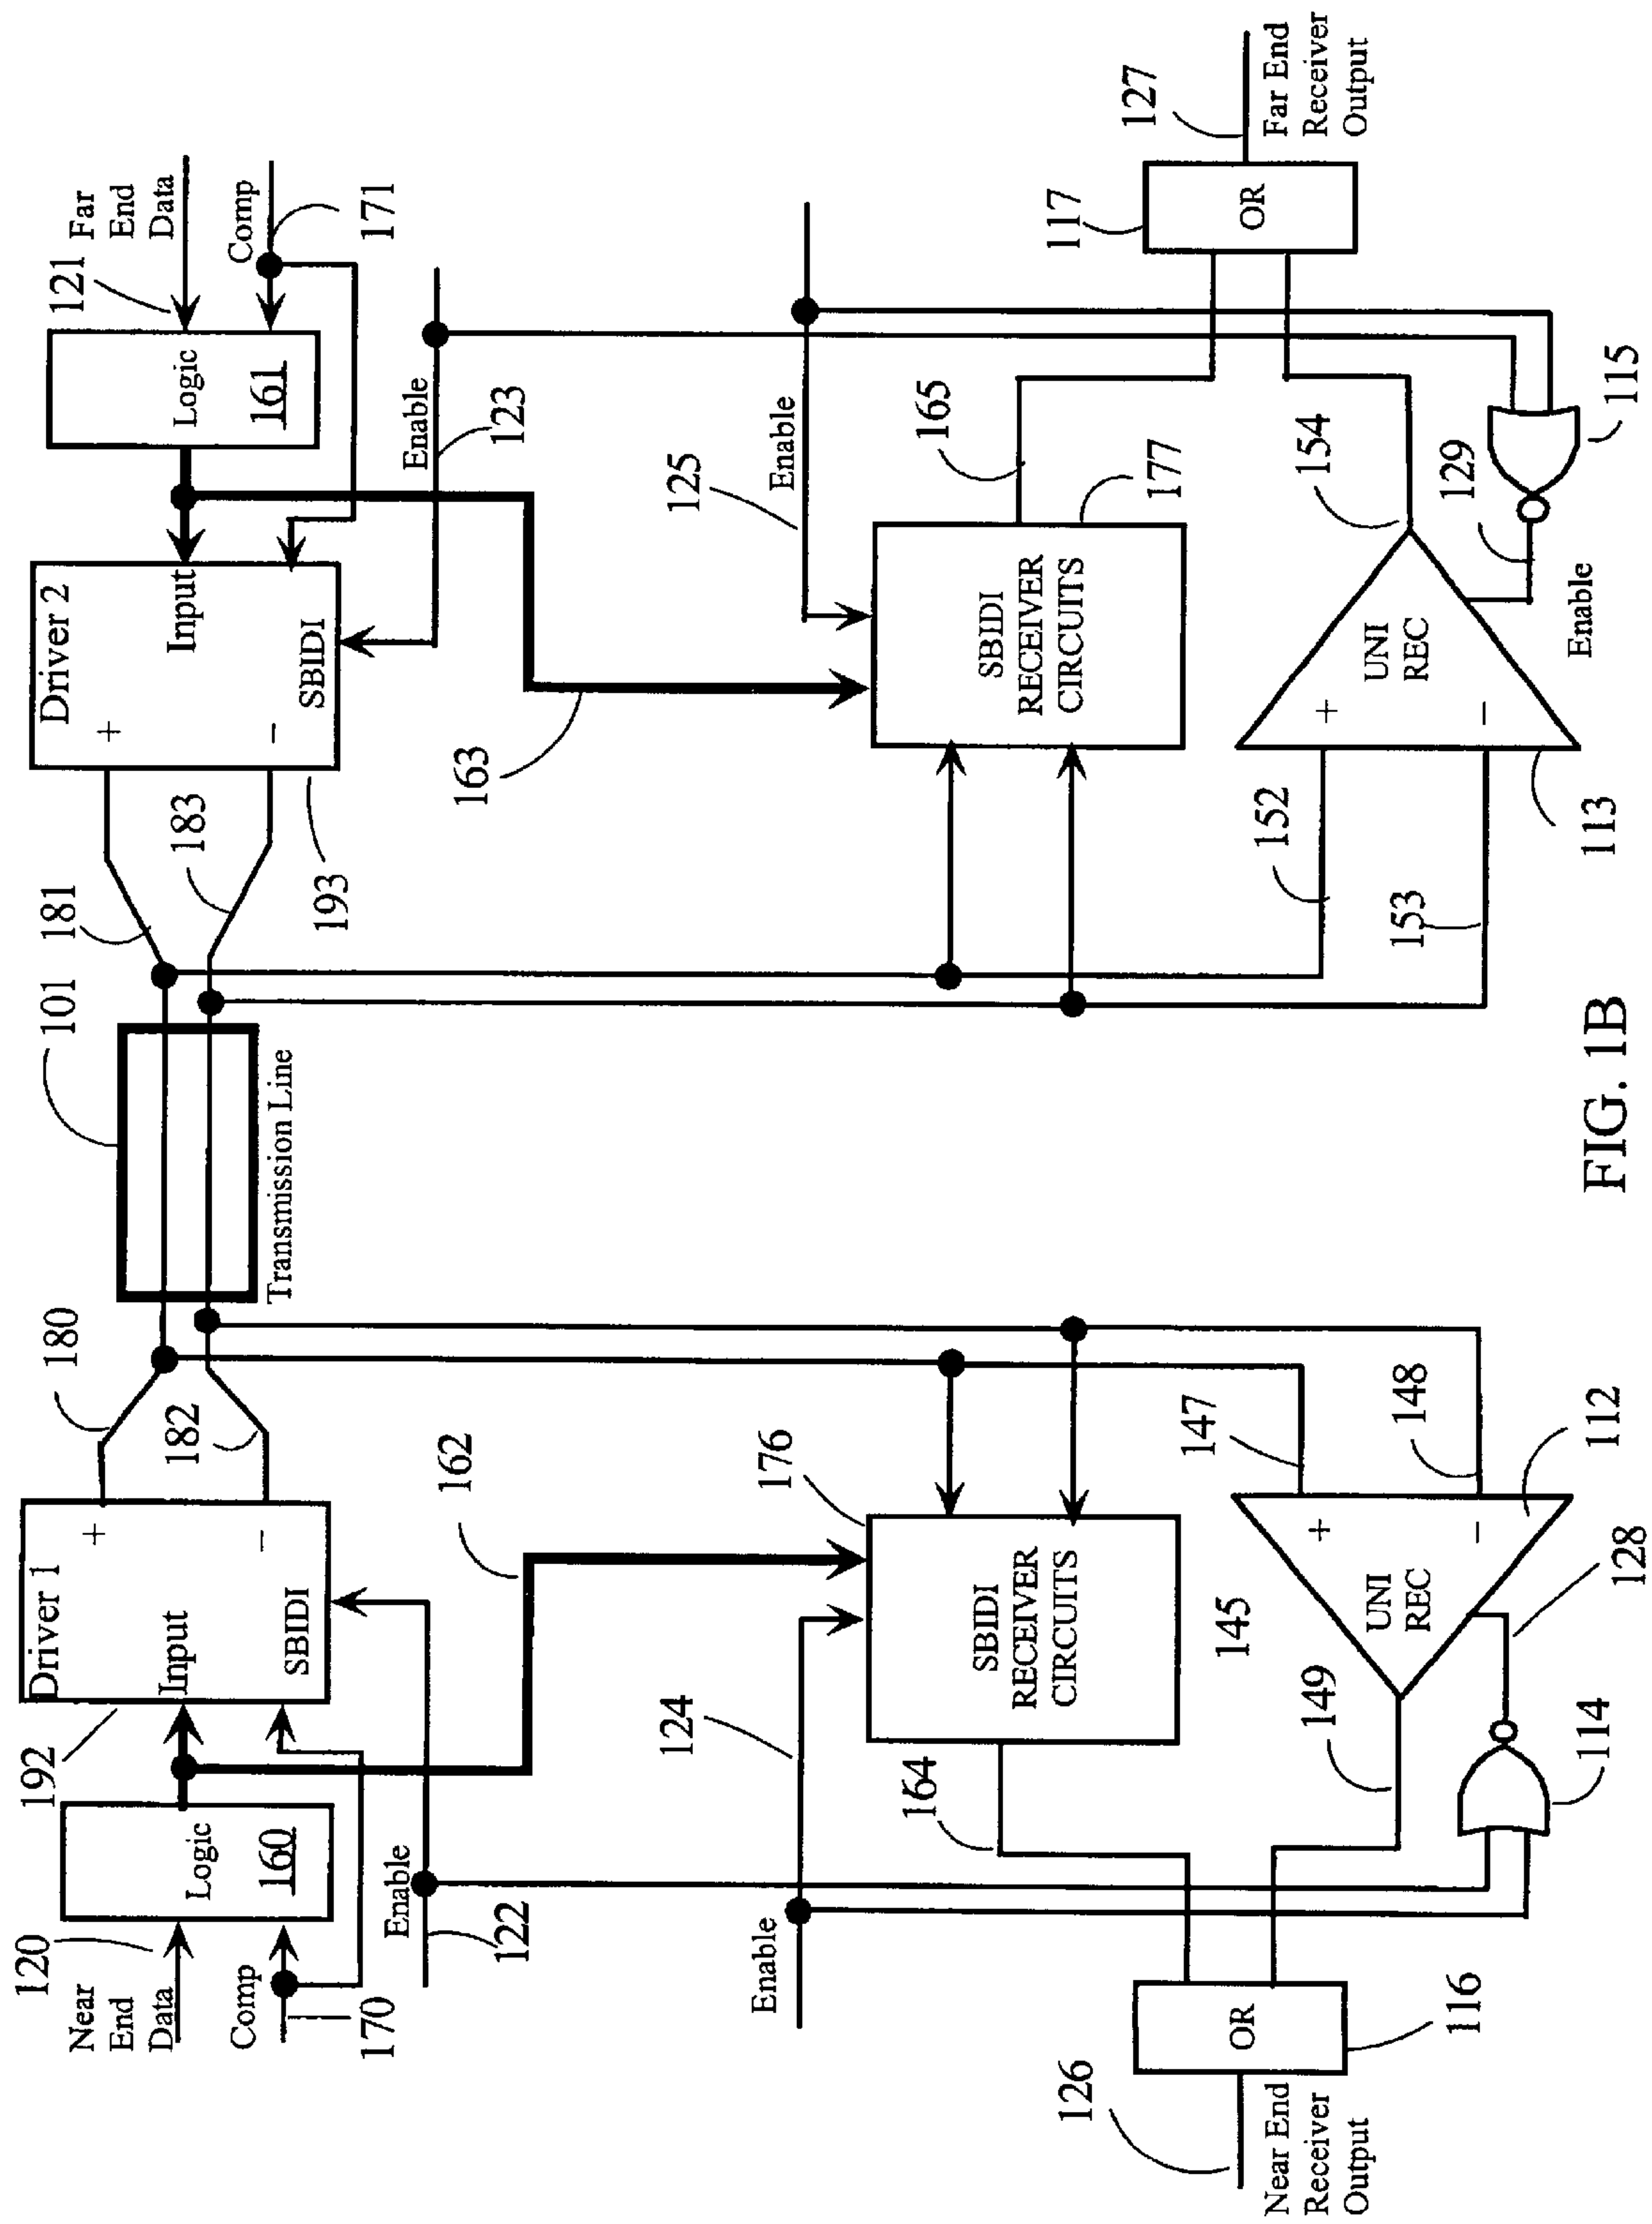 120
Near
End
Data
Comp
170
Logic
160
192
Driver 1
Input
SBIDI
+
−
180
182
101
Transmission Line
181
183
193
Driver 2
Input
SBIDI
+
−
Logic
161
121
Far
End
Data
Comp
171
Enable
122
162
163
Enable
123
Enable
124
176
SBIDI
RECEIVER
CIRCUITS
164
125
Enable
SBIDI
RECEIVER
CIRCUITS
165
177
126
Near End
Receiver
Output
OR
116
149
145
UNI
REC
+
−
147
148
112
128
114
152
153
113
+
−
UNI
REC
154
129
Enable
115
117
OR
127
Far End
Receiver
Output
FIG. 1B